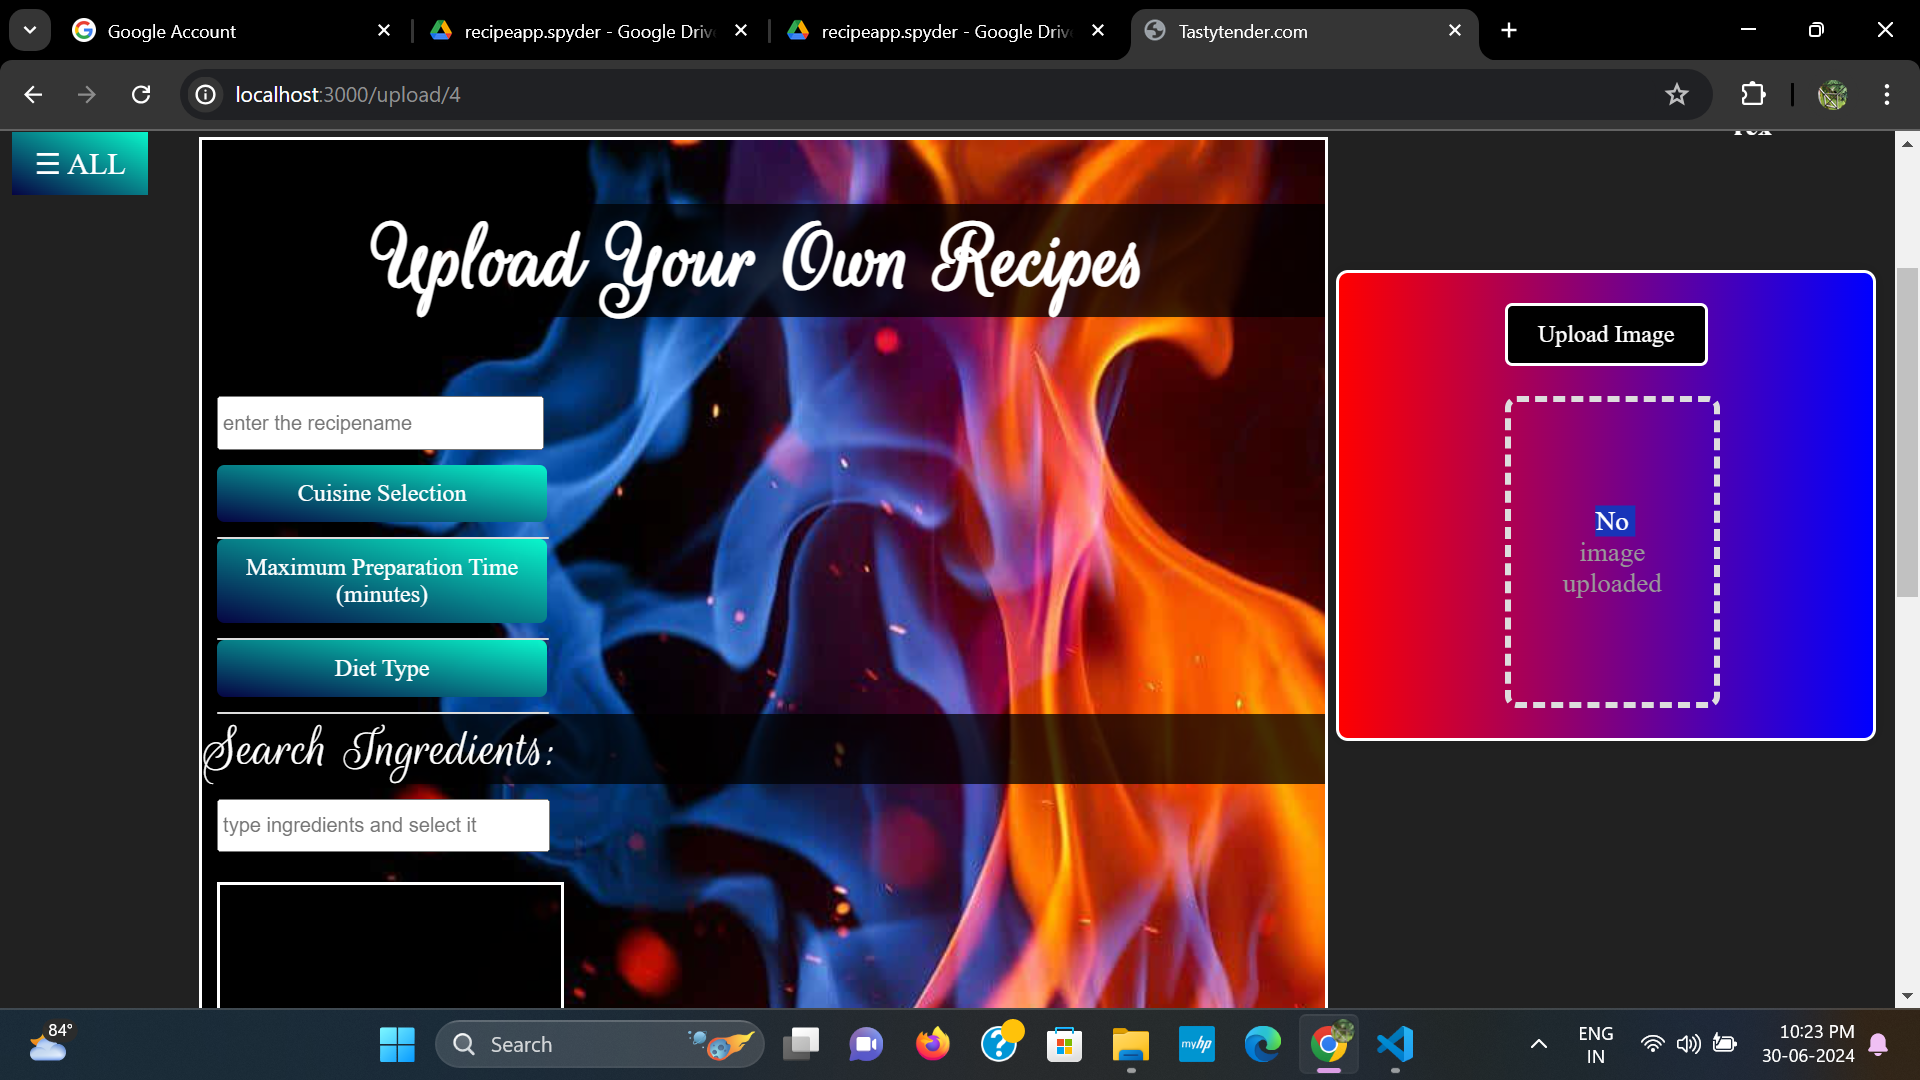 Google Account
recipeapp.spyder - Google Driv
recipeapp.spyder - Google Driv
Tastytender.com
localhost:3000/upload/4
☰ ALL
Upload Your Own Recipes
Upload Image
enter the recipename
Cuisine Selection
No
image
uploaded
Maximum Preparation Time
(minutes)
Diet Type
Search Ingredients:
type ingredients and select it
84°
Search
myhp
ENG
IN
10:23 PM
30-06-2024